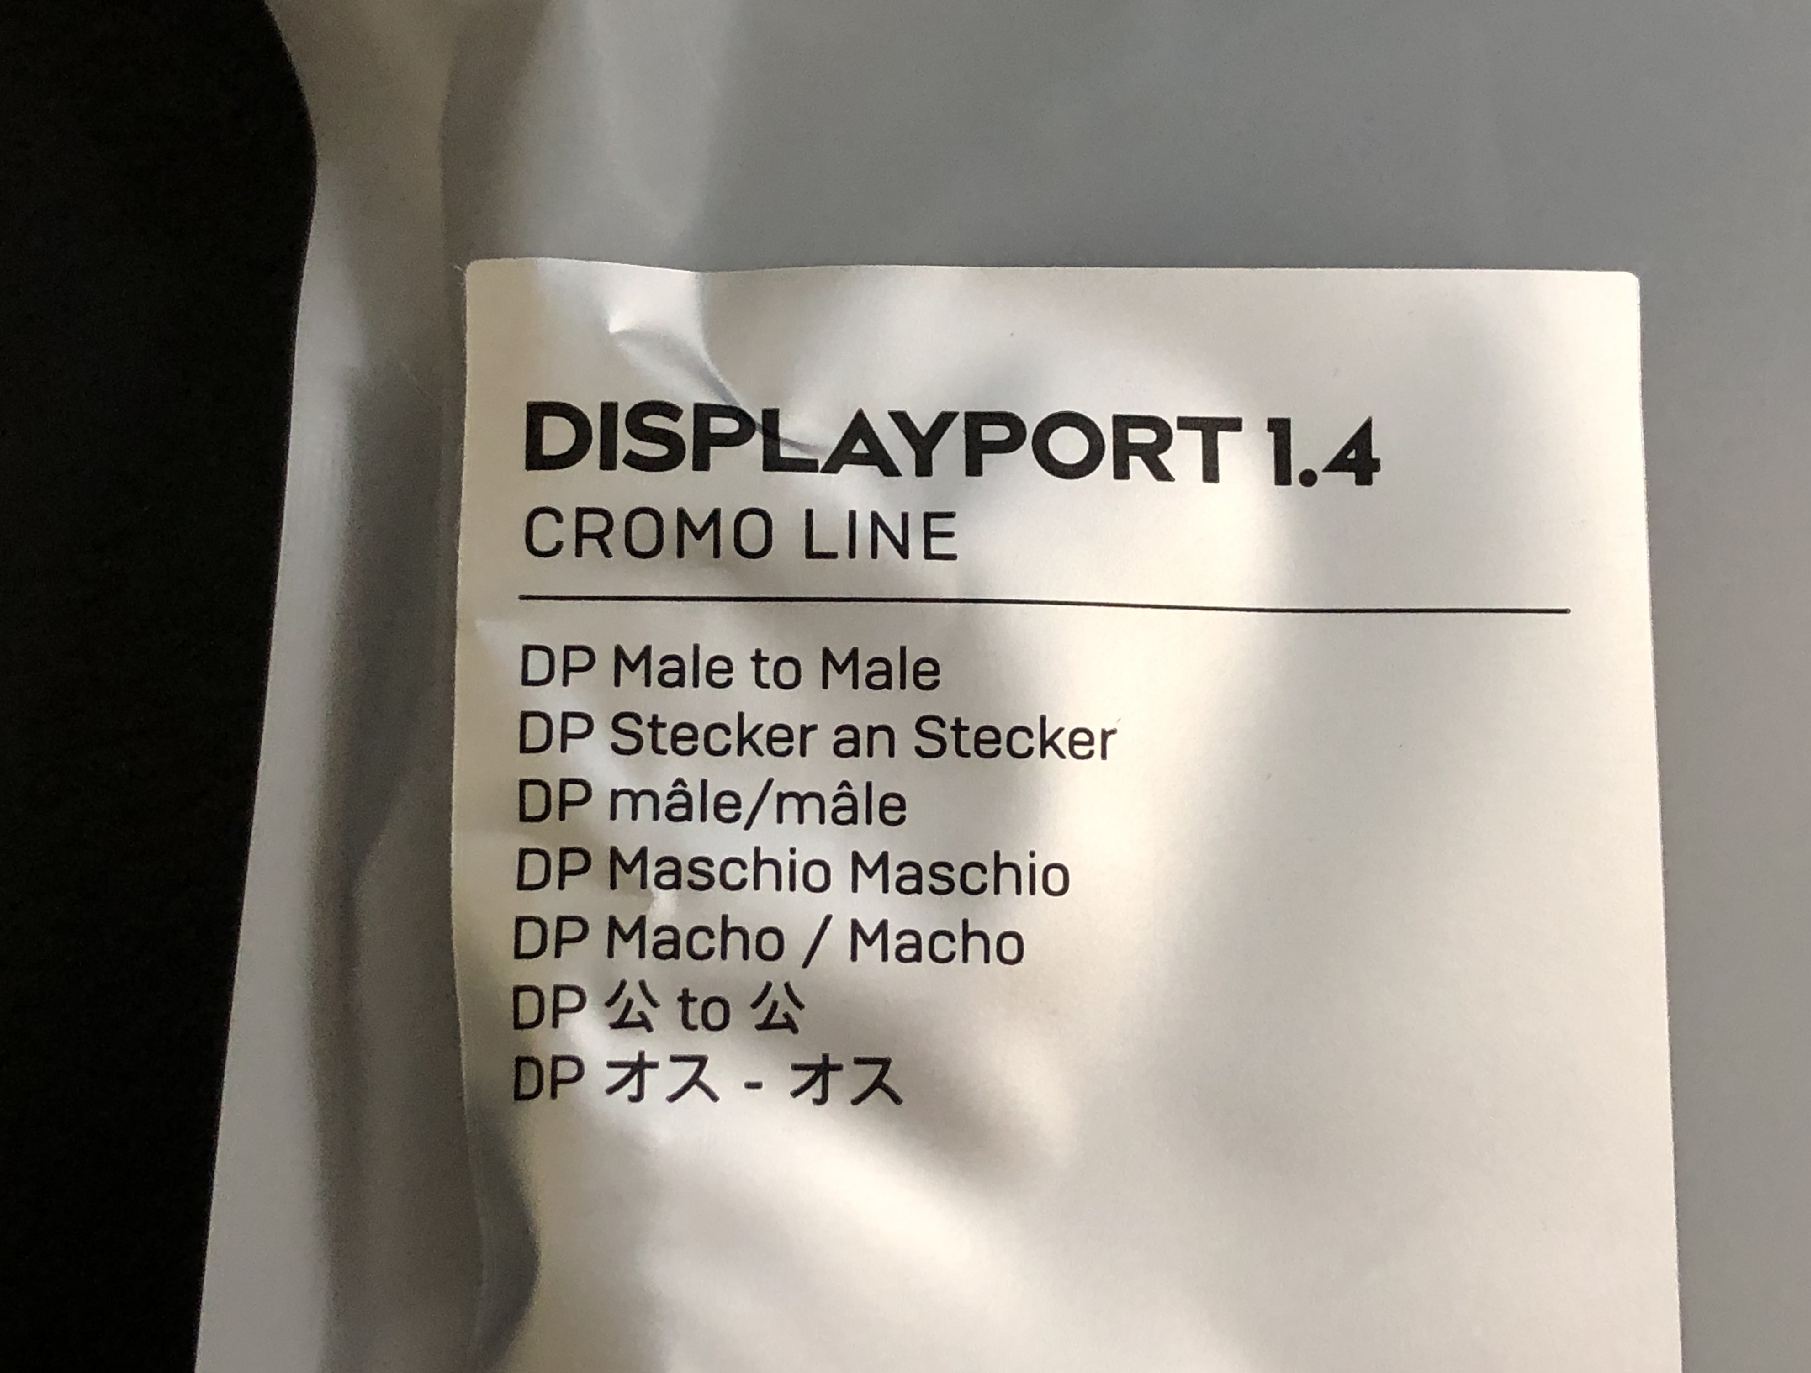 DISPLAYPORT 1.4
CROMO LINE
DP Male to Male
DP Stecker an Stecker
DP mâle/mâle
DP Maschio Maschio
DP Macho / Macho
DP 公 to 公
DP オス - オス